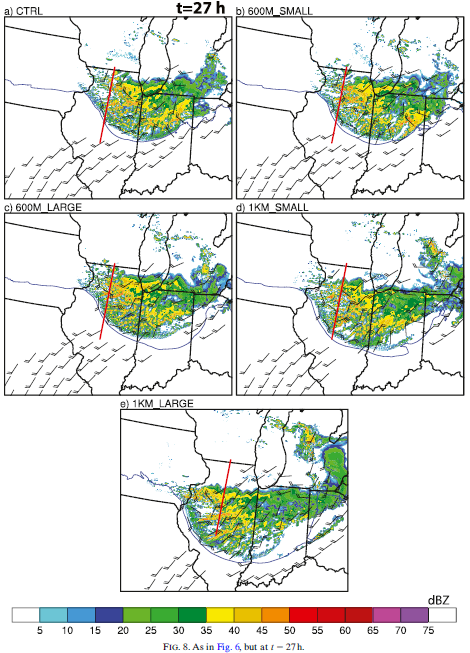 t=27 h
a) CTRL
b) 600M_SMALL
c) 600M_LARGE
d) 1KM_SMALL
e) 1KM_LARGE
dBZ
5 10 15 20 25 30 35 40 45 50 55 60 65 70 75
FIG. 8. As in Fig. 6, but at t = 27 h.